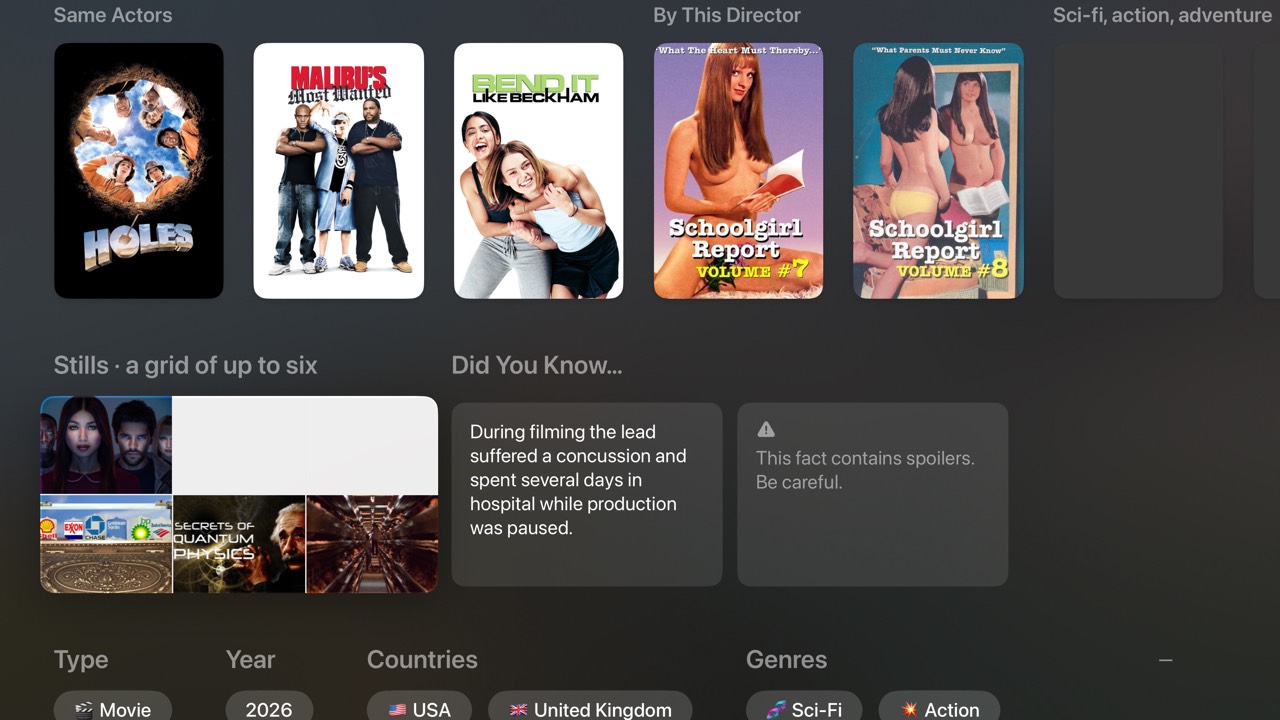 Same Actors
By This Director
Sci-fi, action, adventure
HOLES
MALIBU'S
Most Wanted
BEND IT
LIKE BECKHAM
"What The Heart Must Thereby..."
Schoolgirl
Report
VOLUME #7
"What Parents Must Never Know"
Schoolgirl
Report
VOLUME #8
Stills · a grid of up to six
Did You Know...
EXON
CHASE
bp
SECRETS OF
QUANTUM
PHYSICS
During filming the lead
suffered a concussion and
spent several days in
hospital while production
was paused.
This fact contains spoilers.
Be careful.
Type
Year
Countries
Genres
Movie
2026
USA
United Kingdom
Sci-Fi
Action